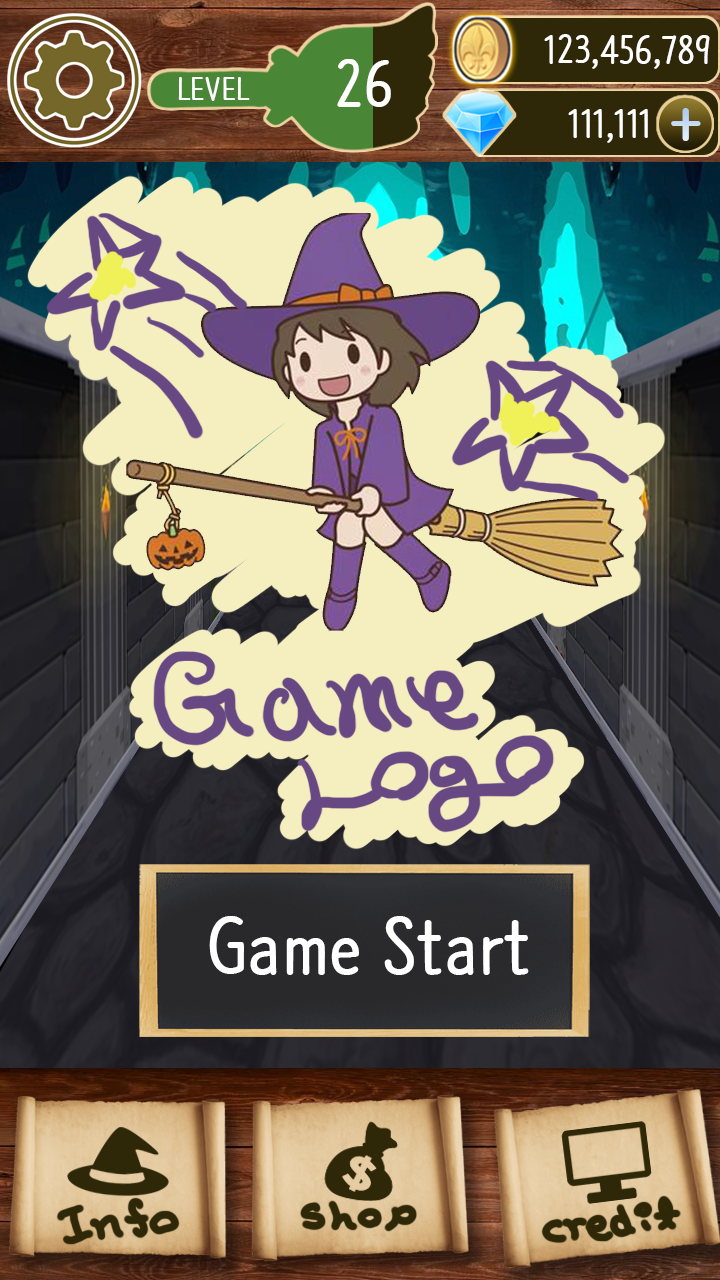 LEVEL 26
123,456,789
111,111 +
Game
Logo
Game Start
$
Info
shop
credit